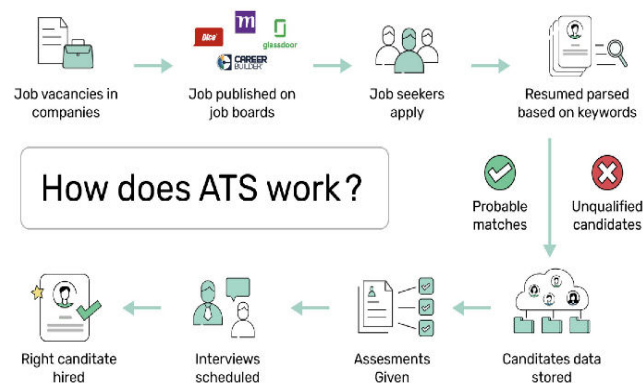 Dice
m
glassdoor
CAREER
BUILDER
Job vacancies in
companies
Job published on
job boards
Job seekers
apply
Resumed parsed
based on keywords
How does ATS work?
Probable
matches
Unqualified
candidates
Right canditate
hired
Interviews
scheduled
Assesments
Given
Canditates data
stored